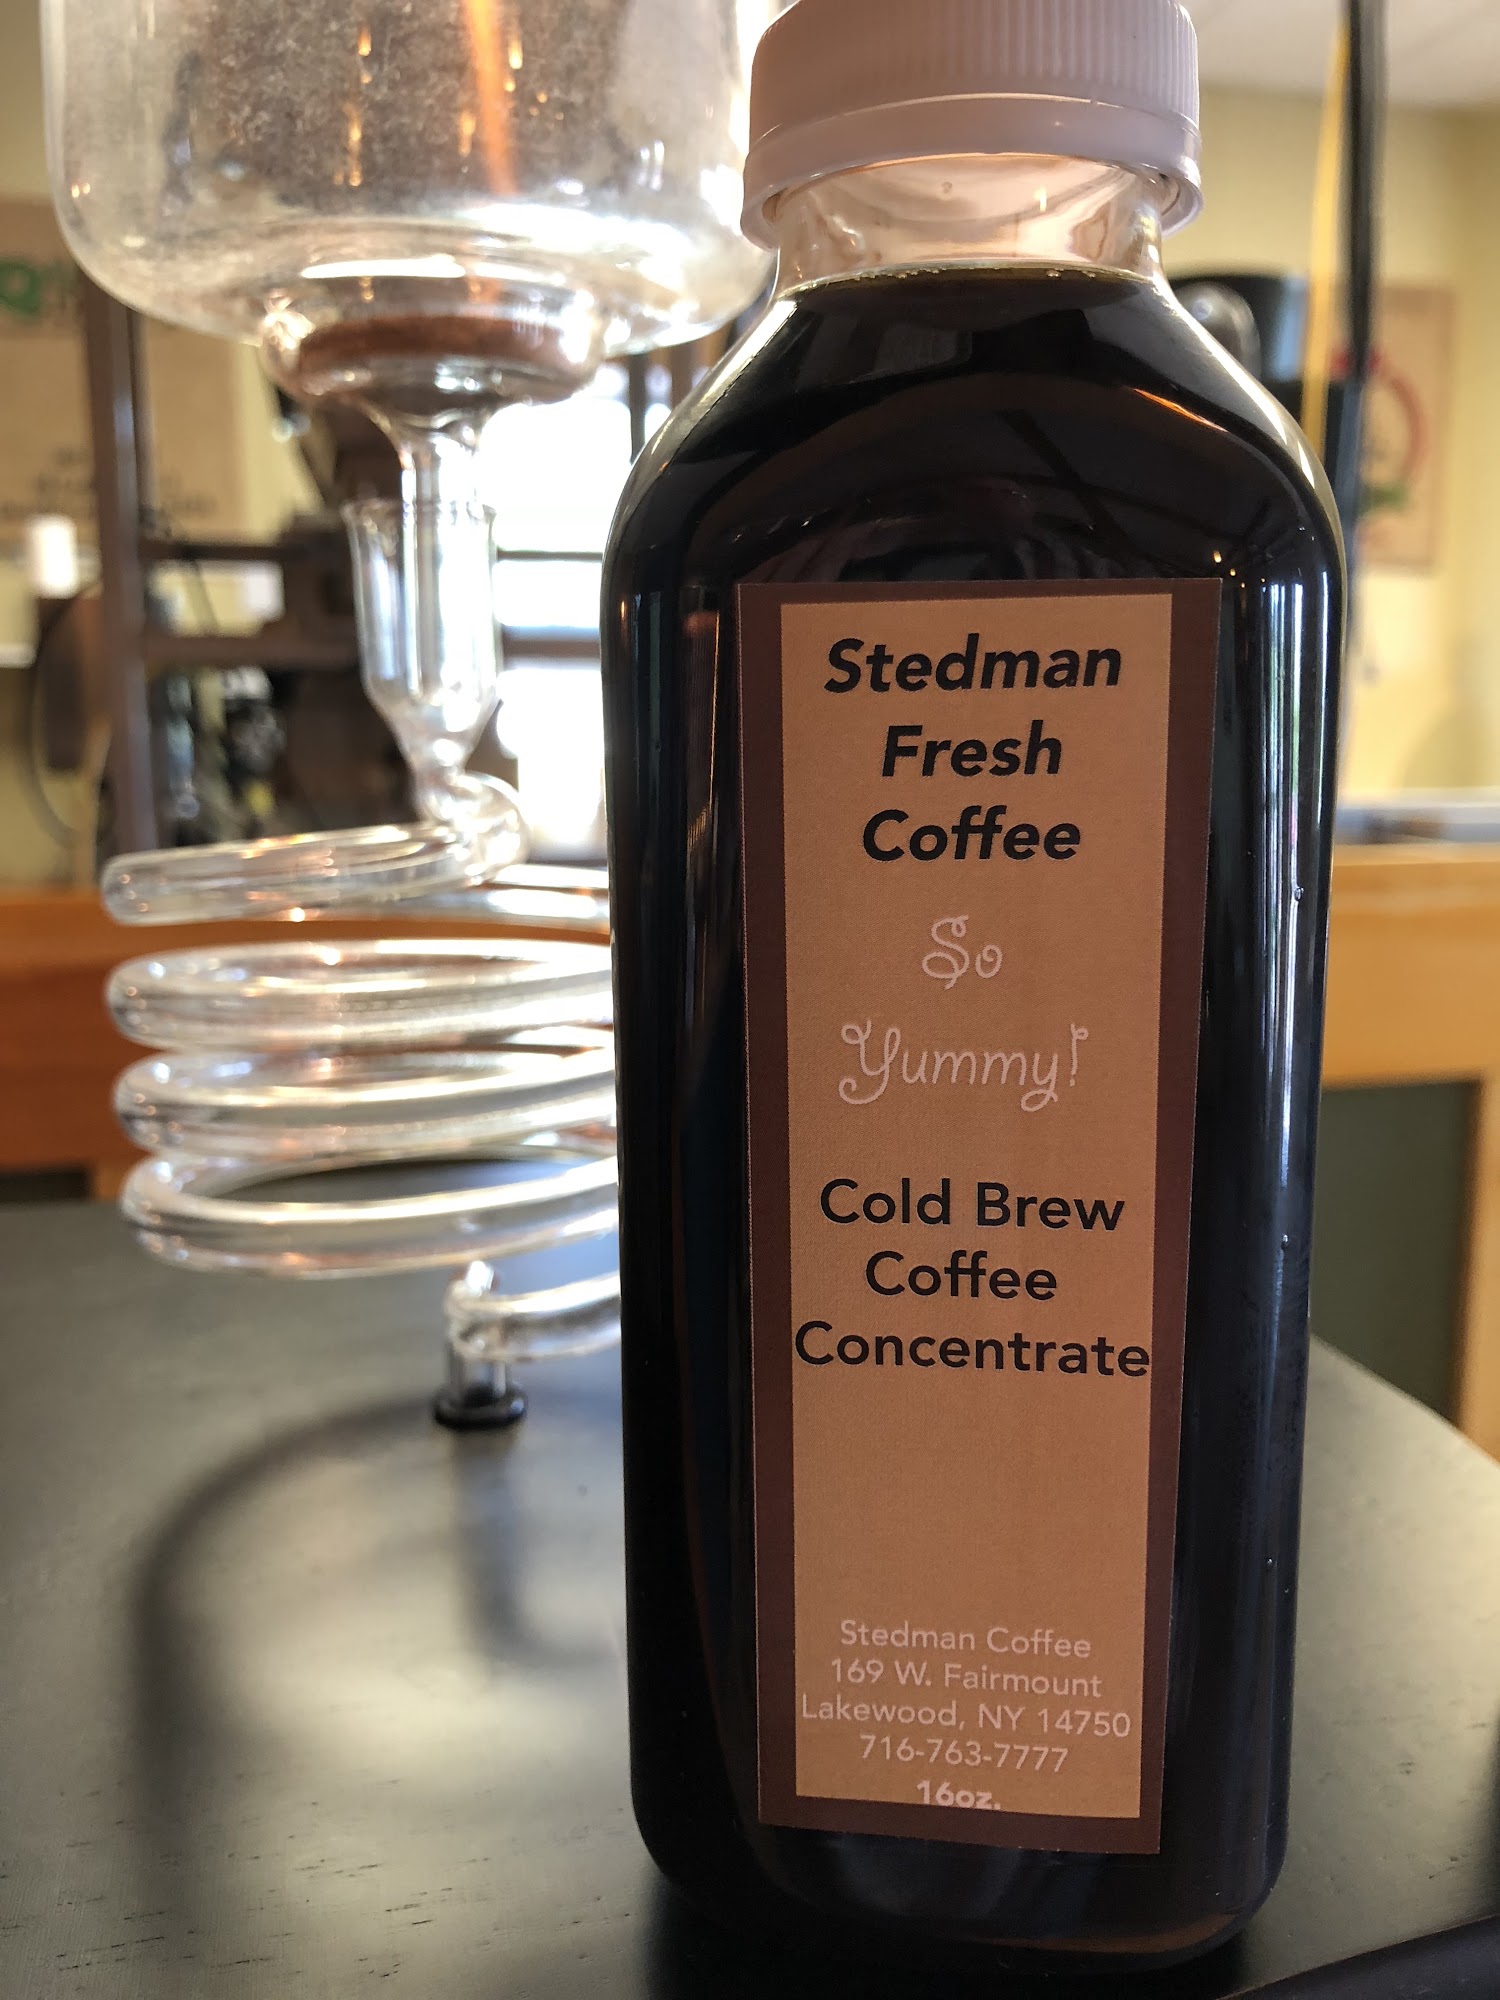 Stedman
Fresh
Coffee
So
Yummy!
Cold Brew
Coffee
Concentrate
Stedman Coffee
169 W. Fairmount
Lakewood, NY 14750
716-763-7777
16oz.